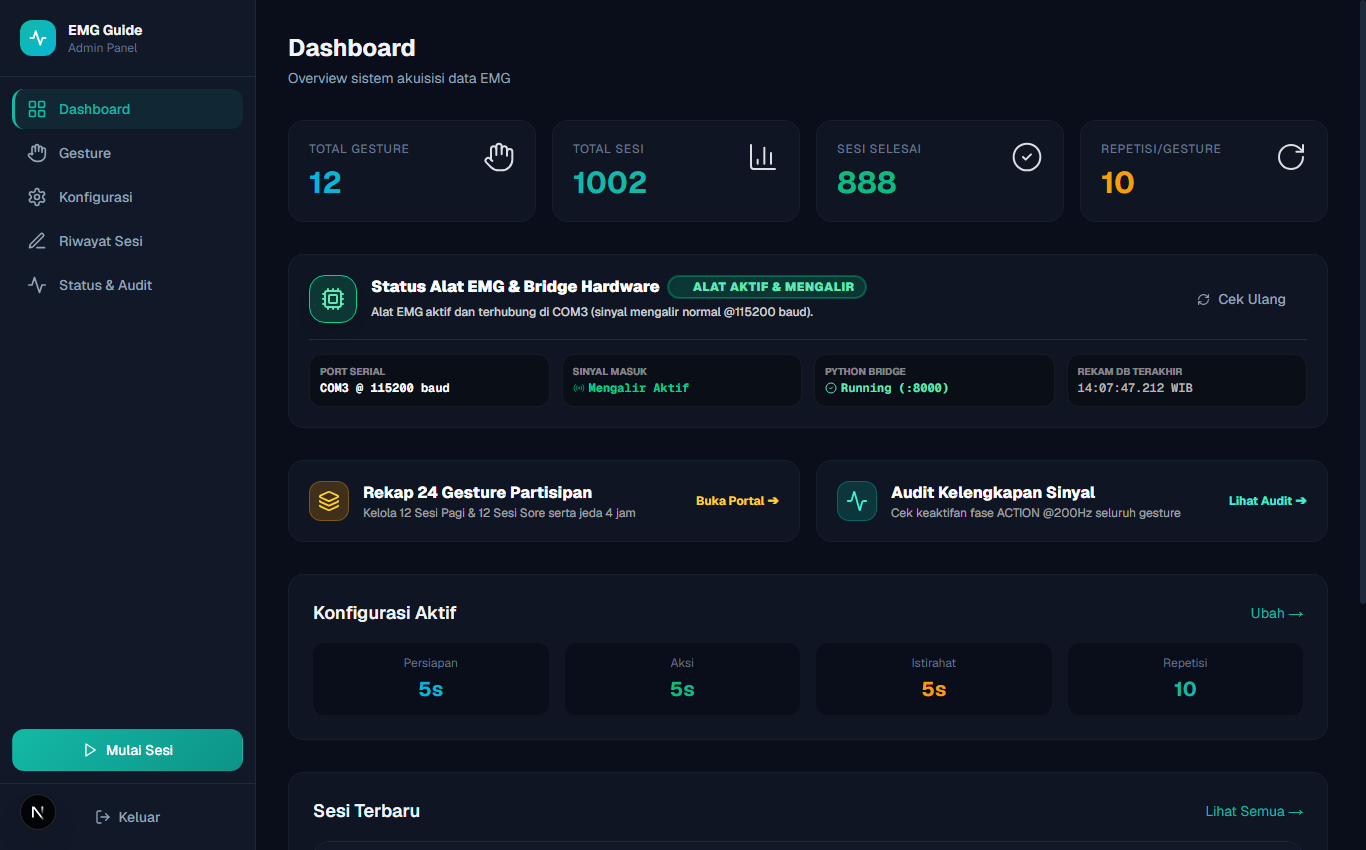 EMG Guide
Admin Panel
Dashboard
Gesture
Konfigurasi
Riwayat Sesi
Status & Audit
Mulai Sesi
N
Keluar
Dashboard
Overview sistem akuisisi data EMG
TOTAL GESTURE
12
TOTAL SESI
1002
SESI SELESAI
888
REPETISI/GESTURE
10
Status Alat EMG & Bridge Hardware ALAT AKTIF & MENGALIR
Alat EMG aktif dan terhubung di COM3 (sinyal mengalir normal @115200 baud).
Cek Ulang
PORT SERIAL
COM3 @ 115200 baud
SINYAL MASUK
Mengalir Aktif
PYTHON BRIDGE
Running (:8000)
REKAM DB TERAKHIR
14:07:47.212 WIB
Rekap 24 Gesture Partisipan
Kelola 12 Sesi Pagi & 12 Sesi Sore serta jeda 4 jam
Buka Portal ➔
Audit Kelengkapan Sinyal
Cek keaktifan fase ACTION @200Hz seluruh gesture
Lihat Audit ➔
Konfigurasi Aktif
Ubah →
Persiapan
5s
Aksi
5s
Istirahat
5s
Repetisi
10
Sesi Terbaru
Lihat Semua →